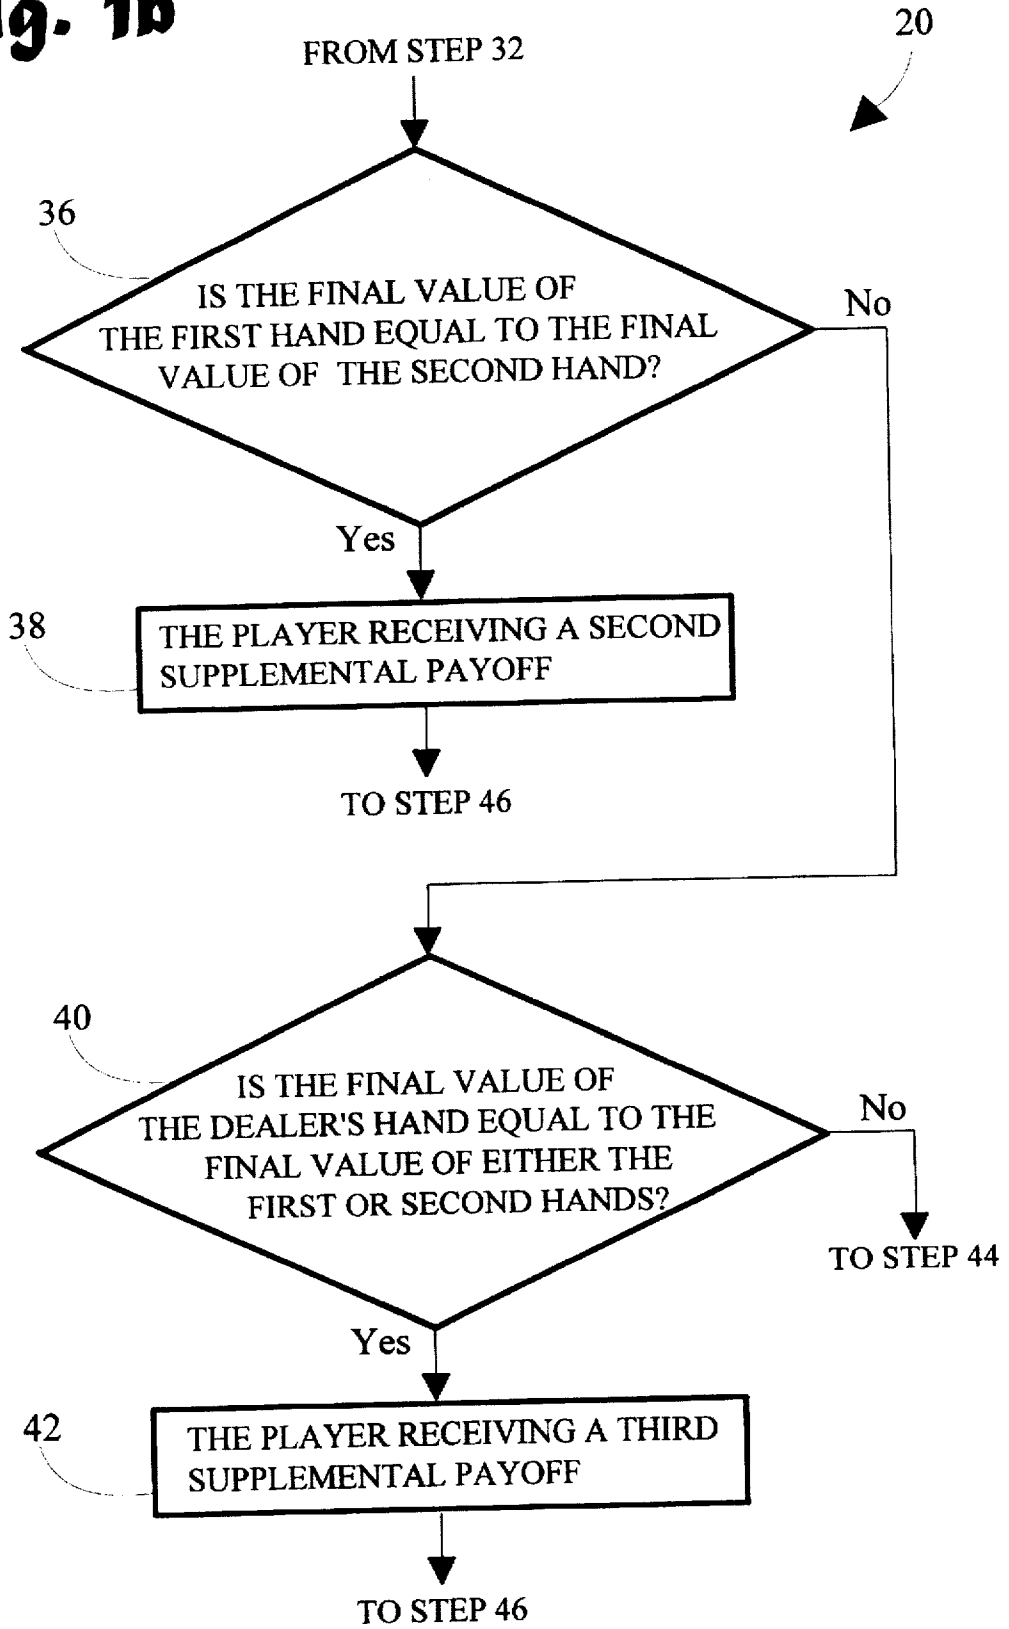 ig. 1b
20
FROM STEP 32
36
IS THE FINAL VALUE OF
THE FIRST HAND EQUAL TO THE FINAL
VALUE OF THE SECOND HAND?
No
Yes
38
THE PLAYER RECEIVING A SECOND
SUPPLEMENTAL PAYOFF
TO STEP 46
40
IS THE FINAL VALUE OF
THE DEALER'S HAND EQUAL TO THE
FINAL VALUE OF EITHER THE
FIRST OR SECOND HANDS?
No
TO STEP 44
Yes
42
THE PLAYER RECEIVING A THIRD
SUPPLEMENTAL PAYOFF
TO STEP 46